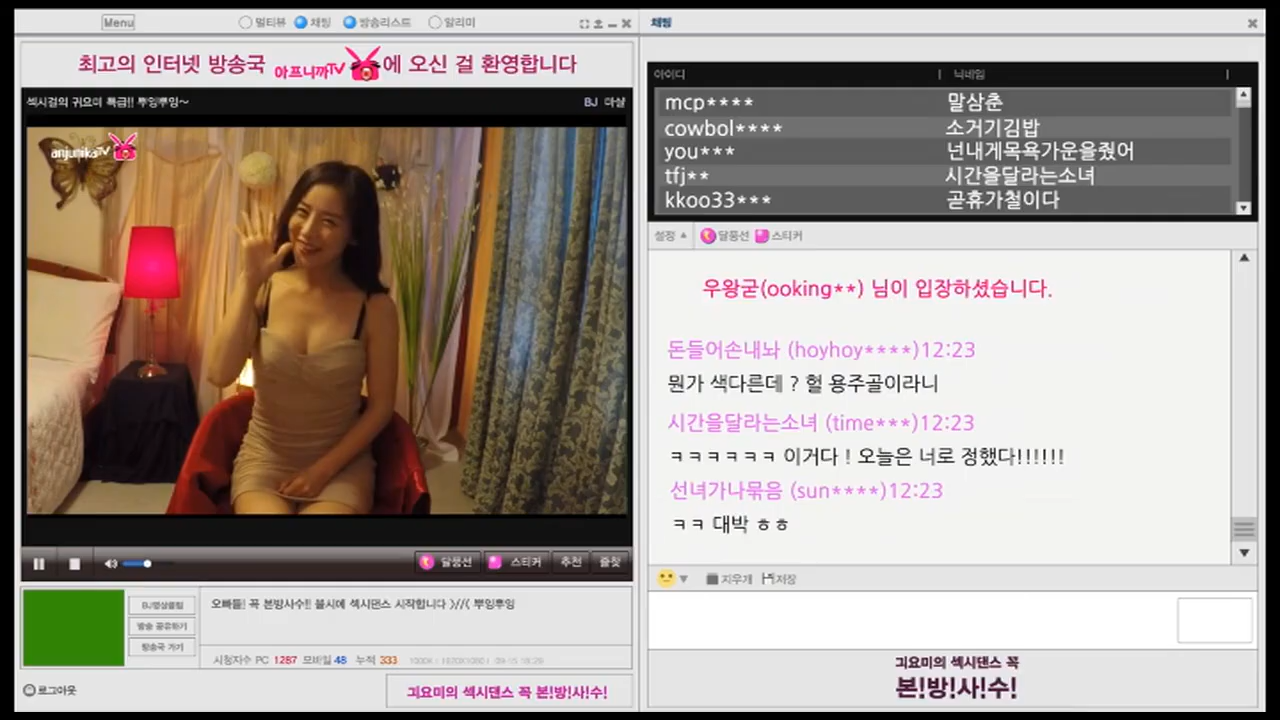 Menu
멀티뷰
채팅
방송리스트
알리미
최고의 인터넷 방송국 아프니까TV에 오신 걸 환영합니다
섹시걸의 귀요미 특급!! 뿌잉뿌잉~
BJ 마샬
anjunikaTV
달풍선
스티커
추천
즐찾
BJ/영상클립
방송 공유하기
방송국 가기
오빠들! 꼭 본방사수!! 불시에 섹시댄스 시작합니다 )//( 뿌잉뿌잉
시청자수 PC 1287 모바일 48 누적 333
로그아웃
긔요미의 섹시댄스 꼭 본!방!사!수!
채팅
아이디 | 닉네임 |
mcp**** 말삼춘
cowbol**** 소거기김밥
you*** 넌내게목욕가운을줬어
tfj** 시간을달라는소녀
kkoo33*** 곧휴가철이다
설정
달풍선
스티커
우왕굳(ooking**) 님이 입장하셨습니다.
돈들어손내놔 (hoyhoy****)12:23
뭔가 색다른데 ? 헐 용주골이라니
시간을달라는소녀 (time***)12:23
ㅋㅋㅋㅋㅋㅋ 이거다 ! 오늘은 너로 정했다!!!!!!
선녀가나묶음 (sun****)12:23
ㅋㅋ 대박 ㅎㅎ
지우개
저장
긔요미의 섹시댄스 꼭
본!방!사!수!